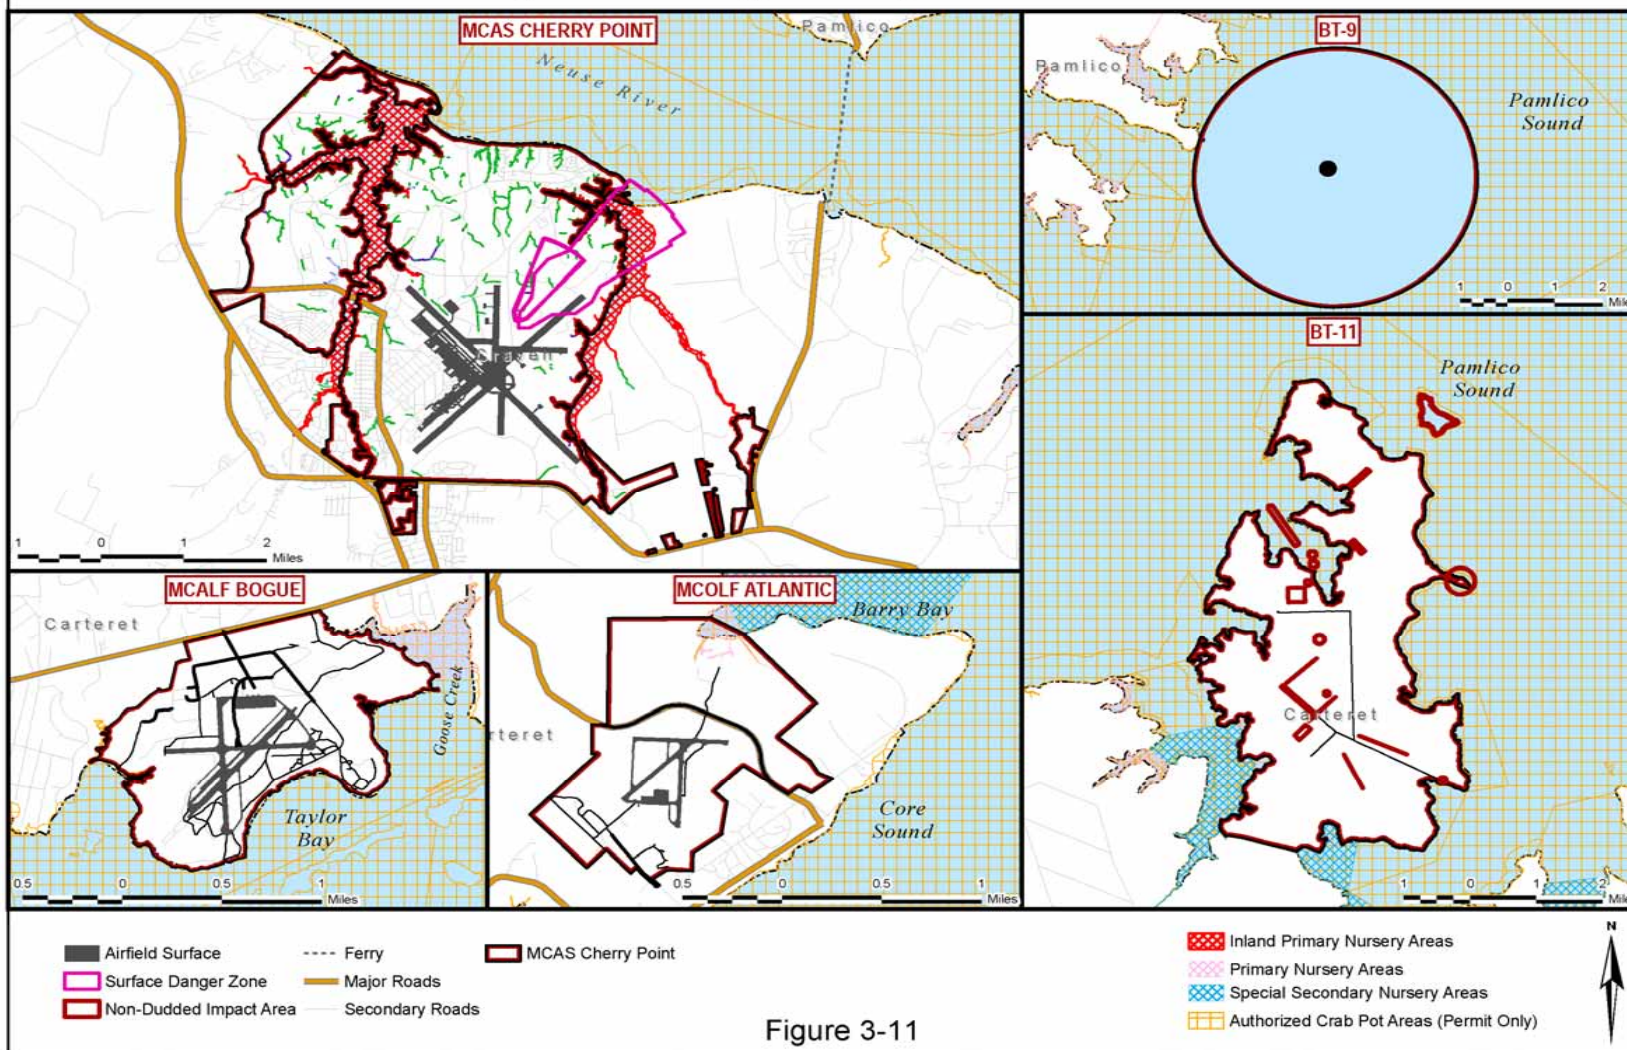 MCAS CHERRY POINT
Pamlico
Neuse River
Craven
1 0 1 2
Miles
BT-9
Pamlico
Pamlico
Sound
1 0 1 2
Mile
BT-11
Pamlico
Sound
Carteret
1 0 1 2
Mile
MCALF BOGUE
Carteret
Goose Creek
Taylor
Bay
0.5 0 0.5 1
Miles
MCOLF ATLANTIC
Barry Bay
rteret
Core
Sound
0.5 0 0.5 1
Miles
Airfield Surface
Surface Danger Zone
Non-Dudded Impact Area
Ferry
Major Roads
Secondary Roads
MCAS Cherry Point
Inland Primary Nursery Areas
Primary Nursery Areas
Special Secondary Nursery Areas
Authorized Crab Pot Areas (Permit Only)
N
Figure 3-11